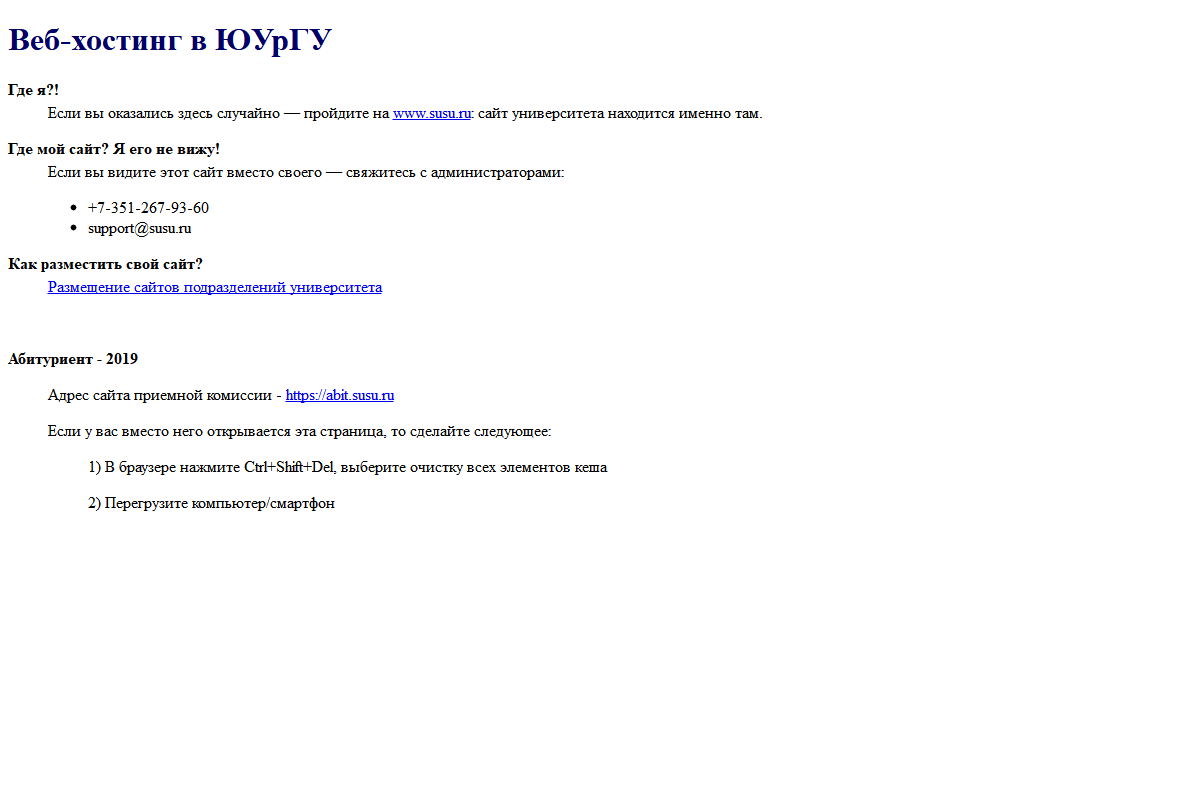 Веб-хостинг в ЮУрГУ
Где я?!
Если вы оказались здесь случайно — пройдите на www.susu.ru: сайт университета находится именно там.
Где мой сайт? Я его не вижу!
Если вы видите этот сайт вместо своего — свяжитесь с администраторами:
• +7-351-267-93-60
• support@susu.ru
Как разместить свой сайт?
Размещение сайтов подразделений университета
Абитуриент - 2019
Адрес сайта приемной комиссии - https://abit.susu.ru
Если у вас вместо него открывается эта страница, то сделайте следующее:
1) В браузере нажмите Ctrl+Shift+Del, выберите очистку всех элементов кеша
2) Перегрузите компьютер/смартфон